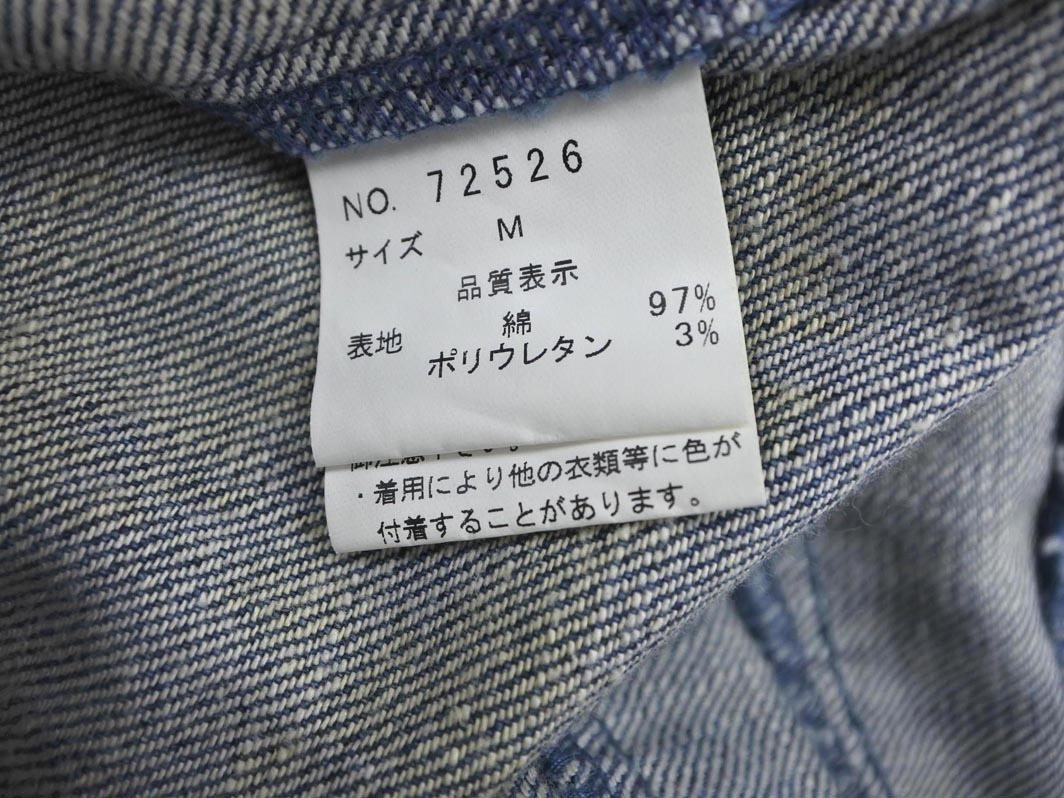 NO. 72526
サイズ M
品質表示
表地 綿 97%
ポリウレタン 3%
・着用により他の衣類等に色が
付着することがあります。